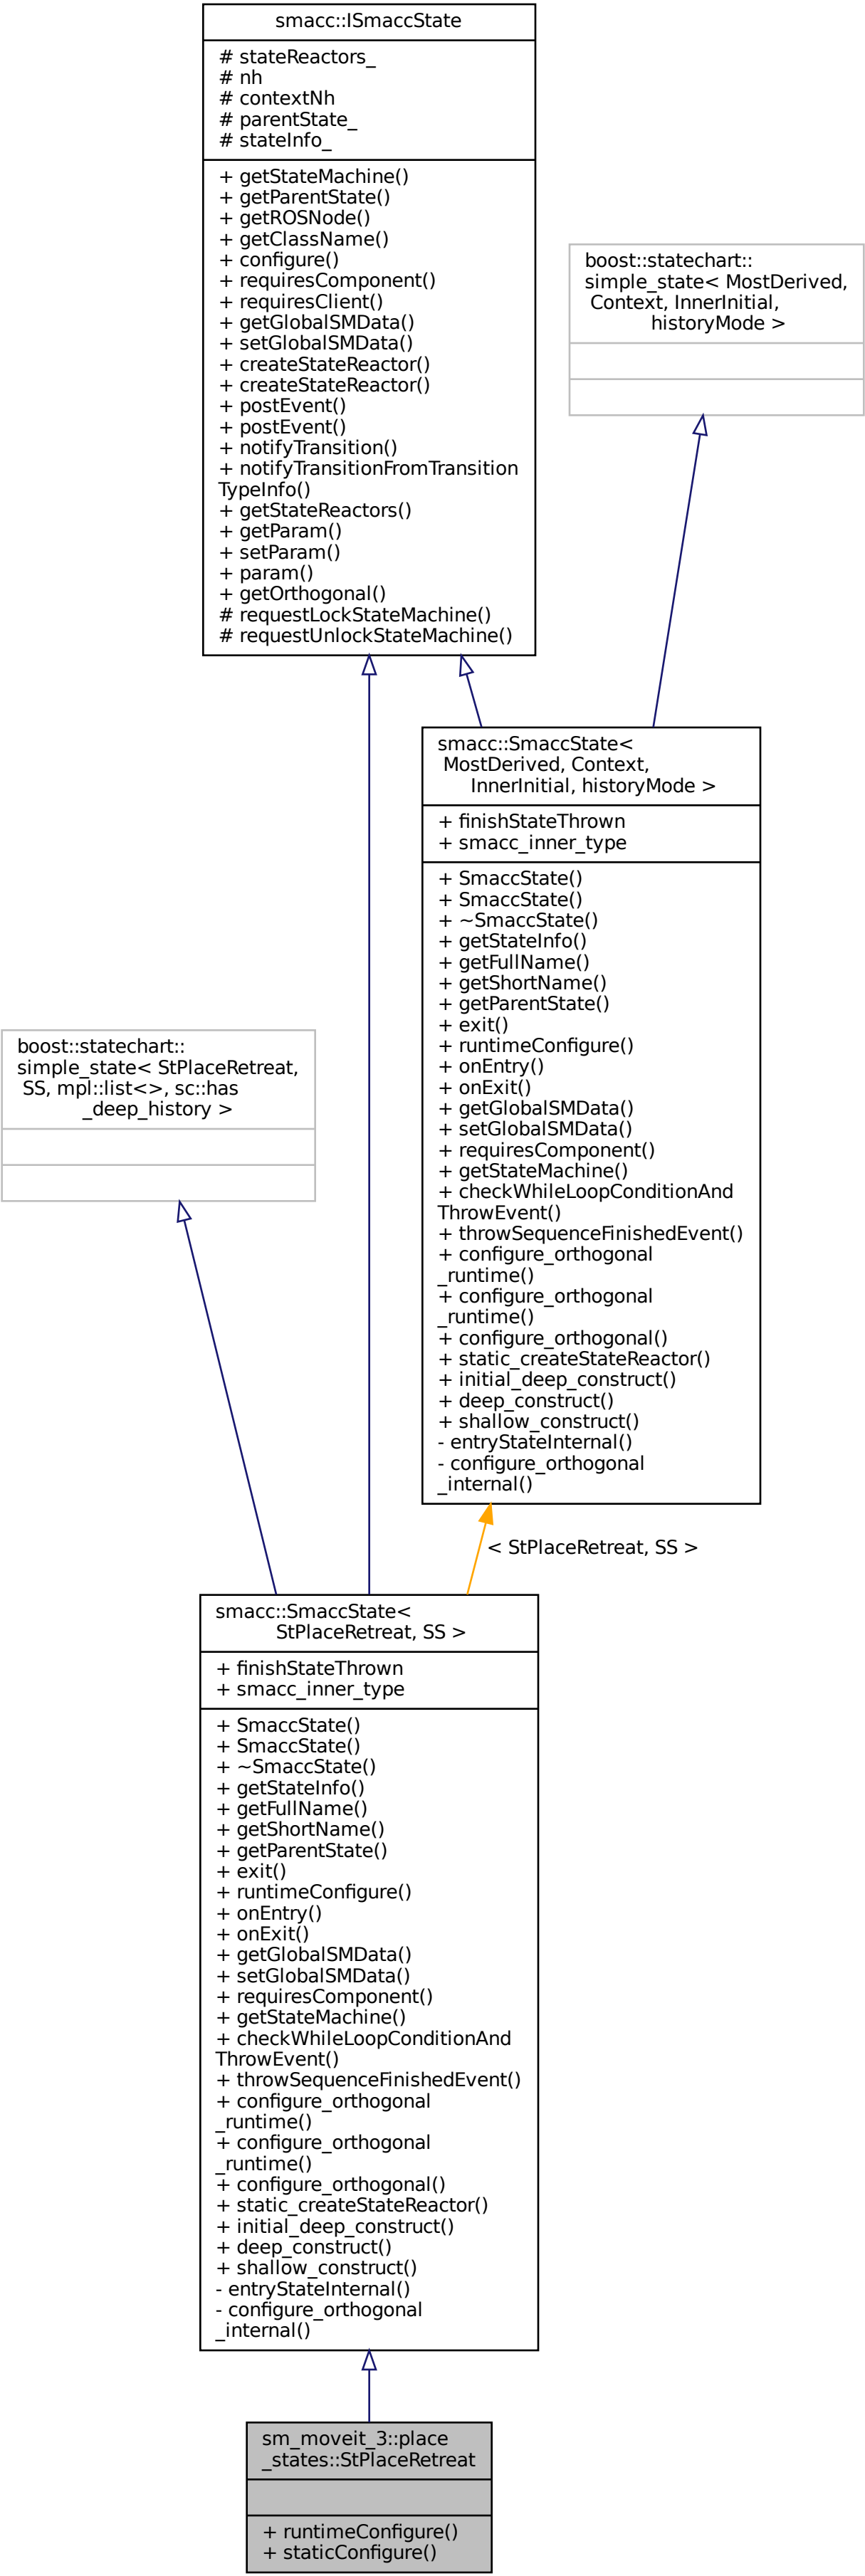 smacc::ISmaccState
# stateReactors_
# nh
# contextNh
# parentState_
# stateInfo_
+ getStateMachine()
+ getParentState()
+ getROSNode()
+ getClassName()
+ configure()
+ requiresComponent()
+ requiresClient()
+ getGlobalSMData()
+ setGlobalSMData()
+ createStateReactor()
+ createStateReactor()
+ postEvent()
+ postEvent()
+ notifyTransition()
+ notifyTransitionFromTransition
TypeInfo()
+ getStateReactors()
+ getParam()
+ setParam()
+ param()
+ getOrthogonal()
# requestLockStateMachine()
# requestUnlockStateMachine()
boost::statechart::
simple_state< MostDerived,
Context, InnerInitial,
historyMode >
smacc::SmaccState<
MostDerived, Context,
InnerInitial, historyMode >
+ finishStateThrown
+ smacc_inner_type
+ SmaccState()
+ SmaccState()
+ ~SmaccState()
+ getStateInfo()
+ getFullName()
+ getShortName()
+ getParentState()
+ exit()
+ runtimeConfigure()
+ onEntry()
+ onExit()
+ getGlobalSMData()
+ setGlobalSMData()
+ requiresComponent()
+ getStateMachine()
+ checkWhileLoopConditionAnd
ThrowEvent()
+ throwSequenceFinishedEvent()
+ configure_orthogonal
_runtime()
+ configure_orthogonal
_runtime()
+ configure_orthogonal()
+ static_createStateReactor()
+ initial_deep_construct()
+ deep_construct()
+ shallow_construct()
- entryStateInternal()
- configure_orthogonal
_internal()
boost::statechart::
simple_state< StPlaceRetreat,
SS, mpl::list<>, sc::has
_deep_history >
< StPlaceRetreat, SS >
smacc::SmaccState<
StPlaceRetreat, SS >
+ finishStateThrown
+ smacc_inner_type
+ SmaccState()
+ SmaccState()
+ ~SmaccState()
+ getStateInfo()
+ getFullName()
+ getShortName()
+ getParentState()
+ exit()
+ runtimeConfigure()
+ onEntry()
+ onExit()
+ getGlobalSMData()
+ setGlobalSMData()
+ requiresComponent()
+ getStateMachine()
+ checkWhileLoopConditionAnd
ThrowEvent()
+ throwSequenceFinishedEvent()
+ configure_orthogonal
_runtime()
+ configure_orthogonal
_runtime()
+ configure_orthogonal()
+ static_createStateReactor()
+ initial_deep_construct()
+ deep_construct()
+ shallow_construct()
- entryStateInternal()
- configure_orthogonal
_internal()
sm_moveit_3::place
_states::StPlaceRetreat
+ runtimeConfigure()
+ staticConfigure()